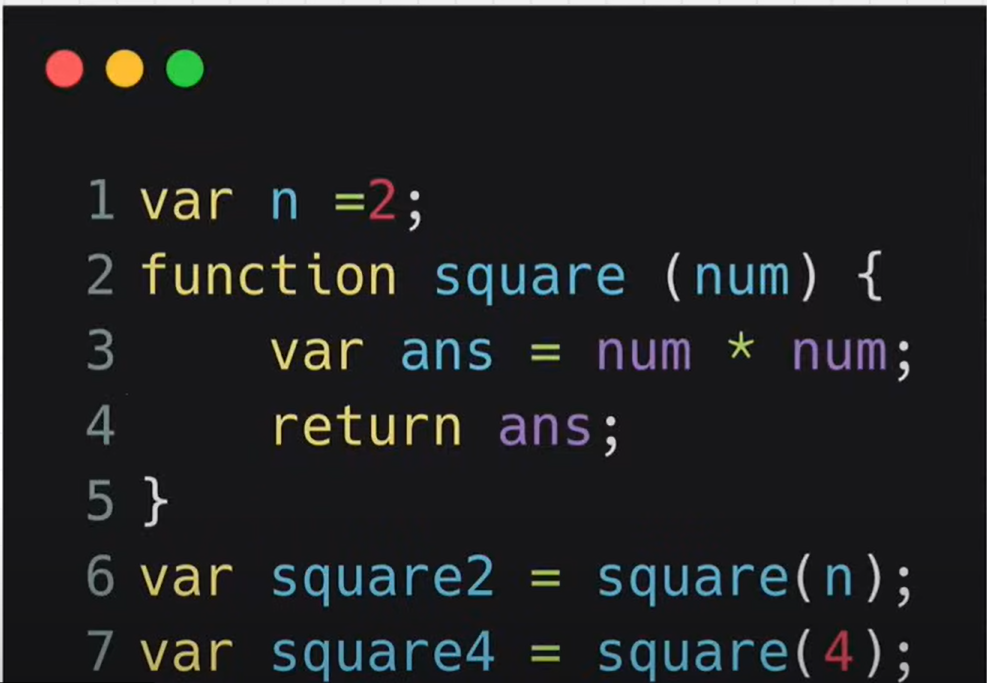 1 var n =2;
2 function square (num) {
3     var ans = num * num;
4     return ans;
5 }
6 var square2 = square(n);
7 var square4 = square(4);